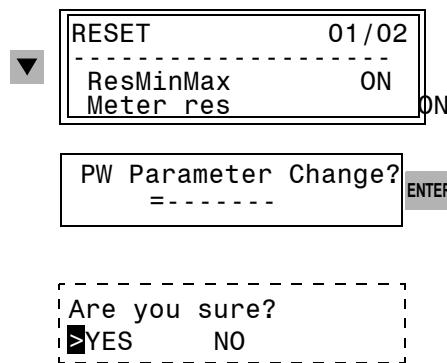 RESET 01/02
---------------------
ResMinMax ON
Meter res ON
PW Parameter Change?
=-------
ENTER
Are you sure?
>YES NO